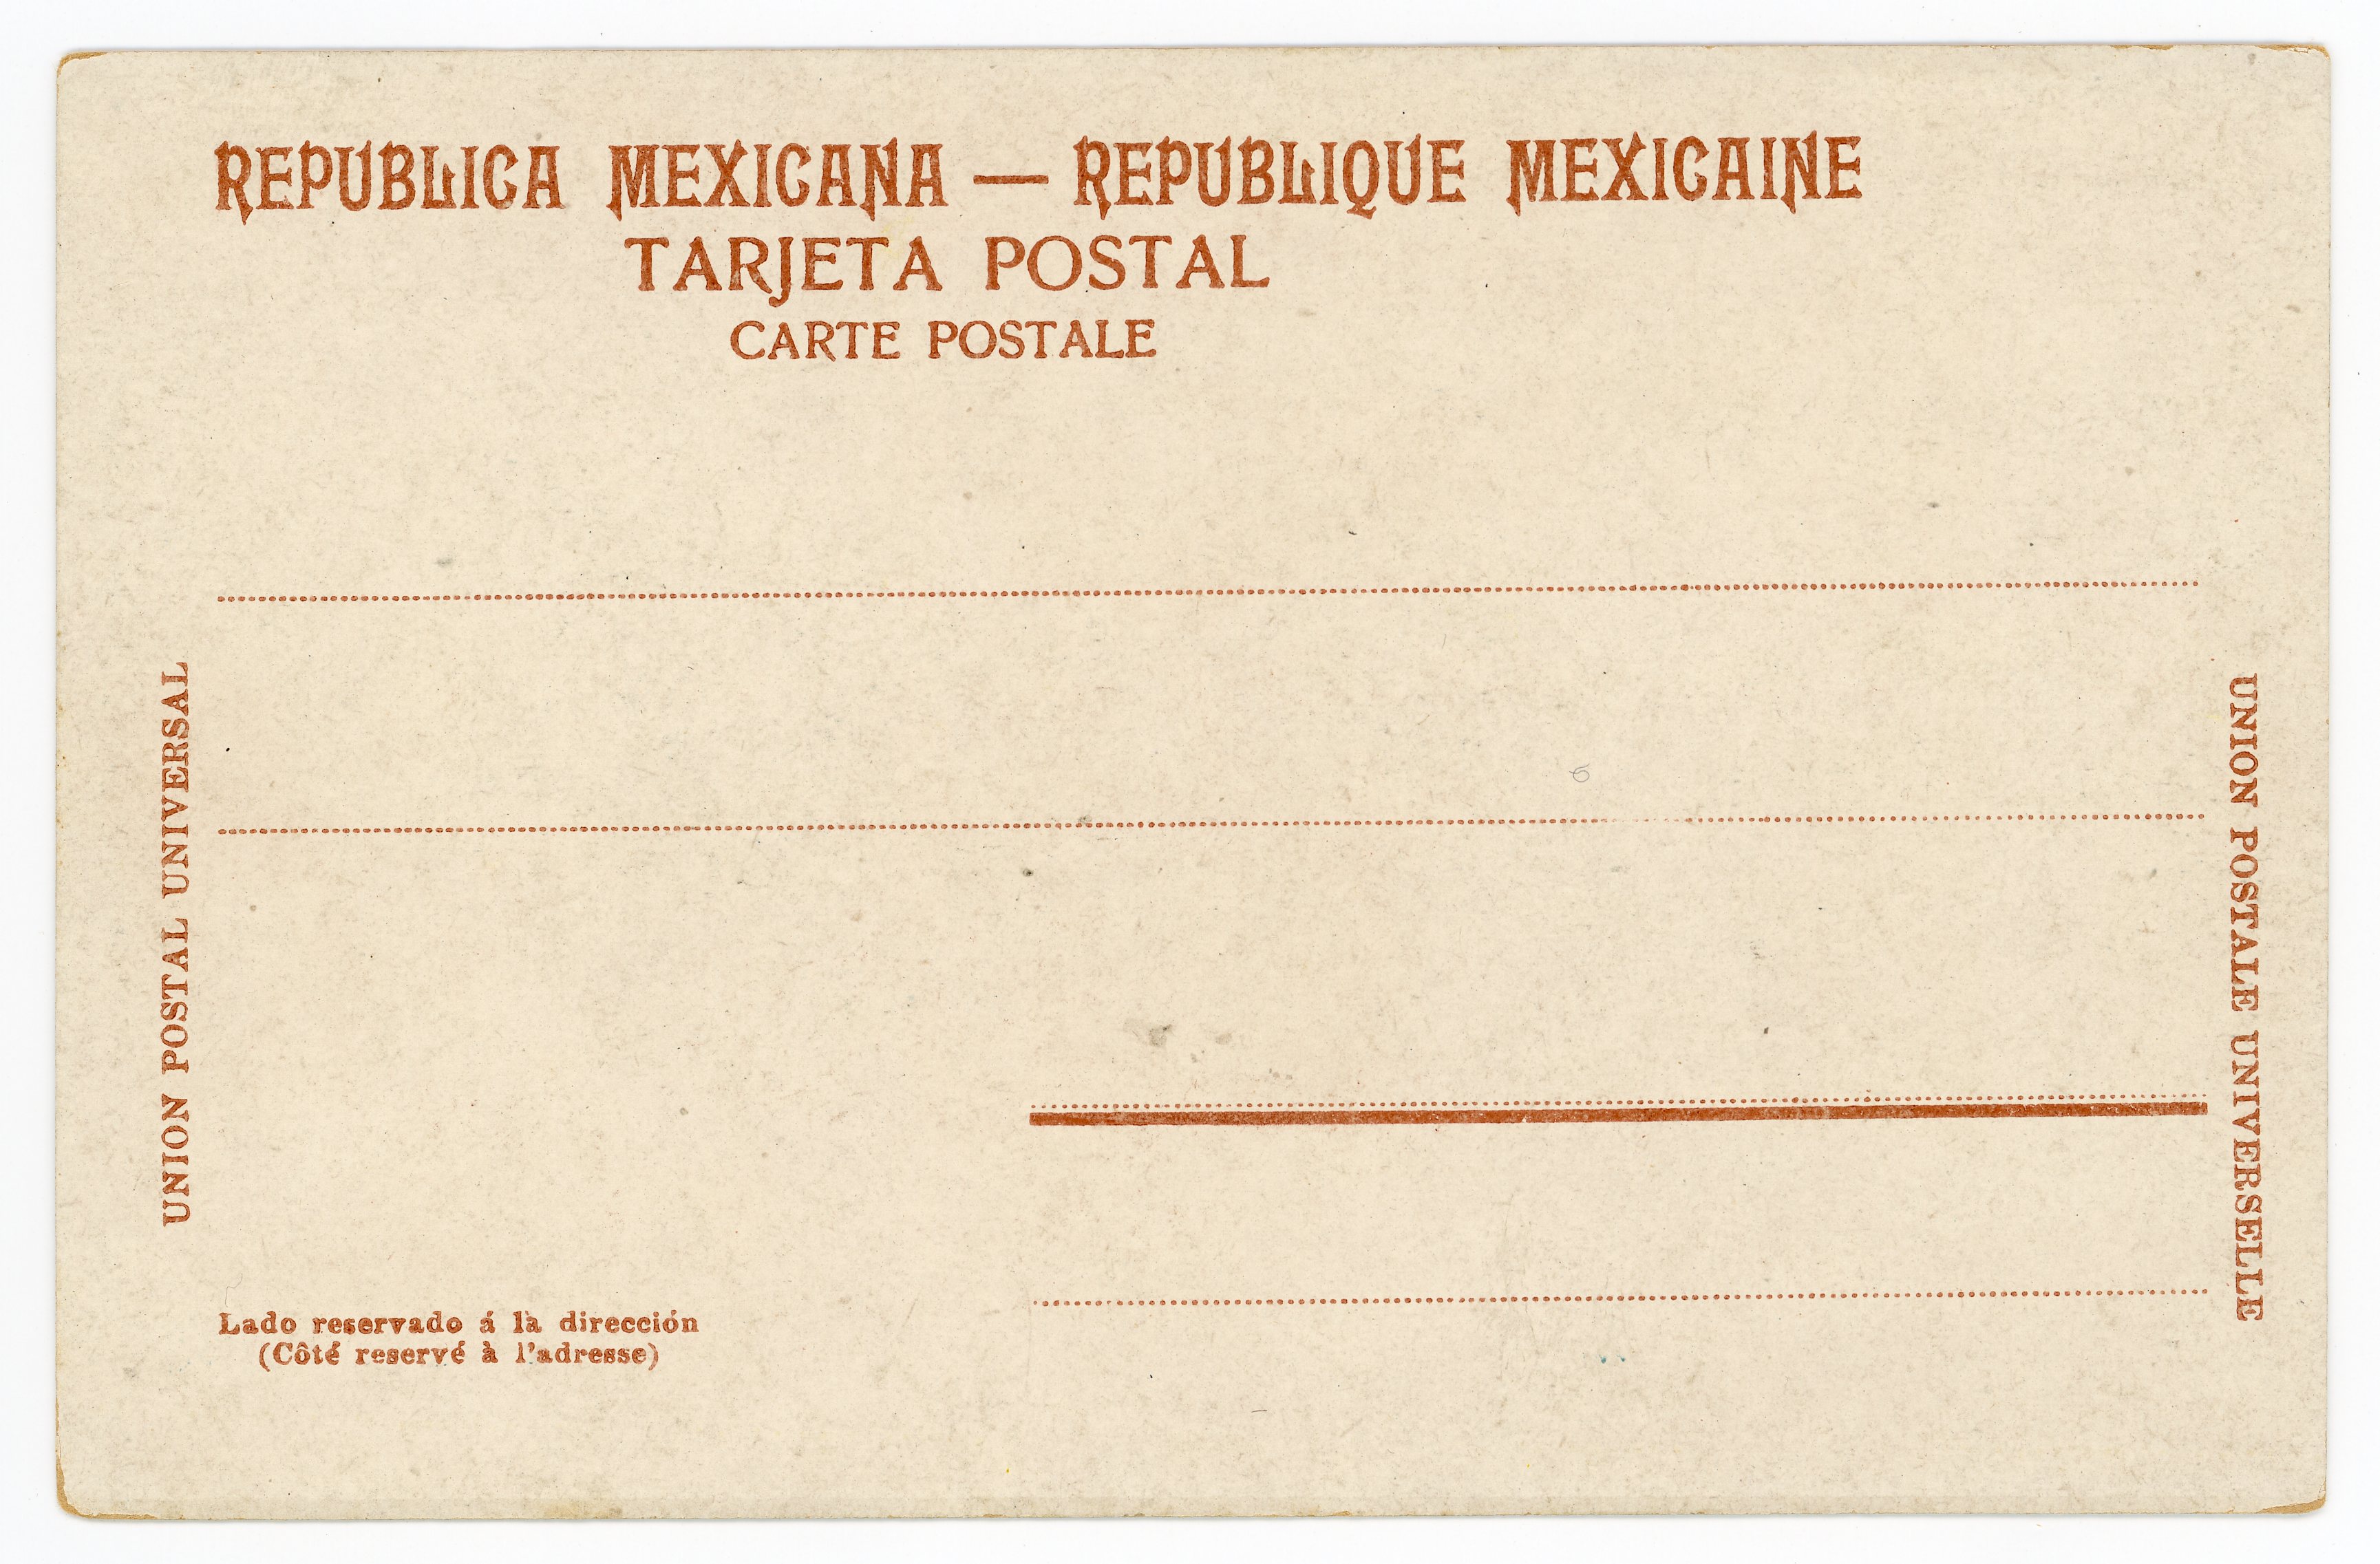 REPUBLICA MEXICANA — REPUBLIQUE MEXICAINE
TARJETA POSTAL
CARTE POSTALE
UNION POSTAL UNIVERSAL
UNION POSTALE UNIVERSELLE
Lado reservado á la dirección
(Côté reservé à l'adresse)